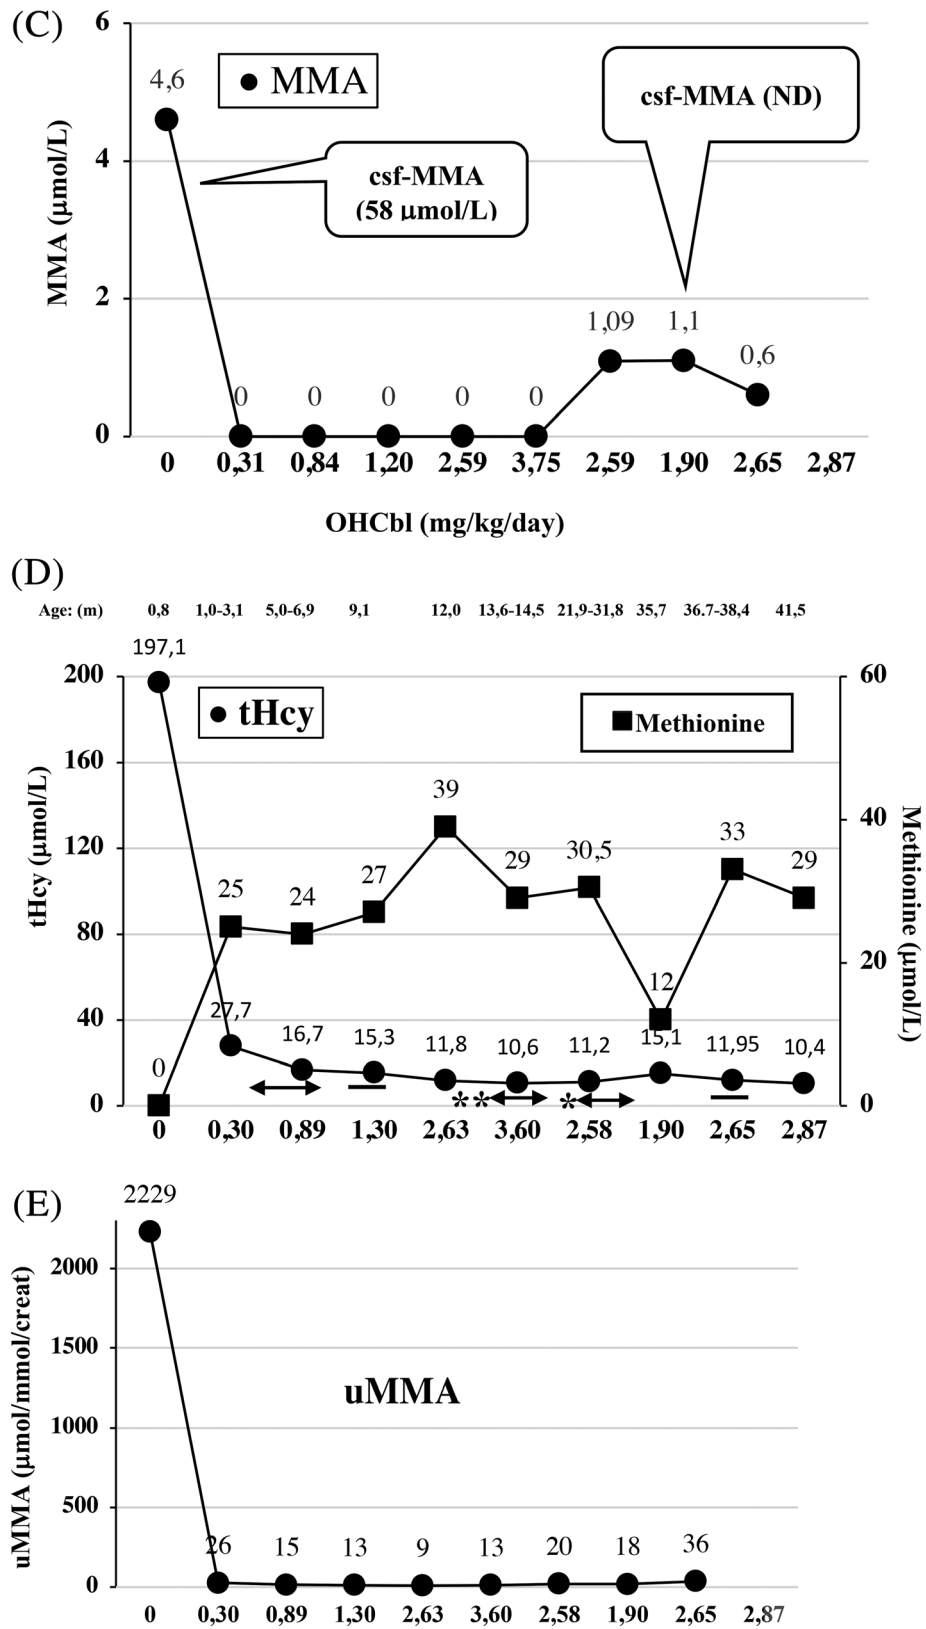 (C)
6
4,6
MMA
csf-MMA (ND)
4
csf-MMA
(58 μmol/L)
MMA (μmol/L)
2
1,09 1,1
0,6
0 0 0 0 0
0
0 0,31 0,84 1,20 2,59 3,75 2,59 1,90 2,65 2,87
OHCbl (mg/kg/day)
(D)
Age: (m) 0,8 1,0-3,1 5,0-6,9 9,1 12,0 13,6-14,5 21,9-31,8 35,7 36.7-38,4 41,5
197,1
200 60
tHcy
Methionine
160
39
120 40
29 30,5 33 29
25 24 27
tHcy (μmol/L)
Methionine (μmol/L)
80
20
12
40
27,7 16,7 15,3 11,8 10,6 11,2 15,1 11,95 10,4
0
** *
0 0
0 0,30 0,89 1,30 2,63 3,60 2,58 1,90 2,65 2,87
(E)
2229
2000
1500
uMMA
uMMA (μmol/mmol/creat)
1000
500
26 15 13 9 13 20 18 36
0
0 0,30 0,89 1,30 2,63 3,60 2,58 1,90 2,65 2,87